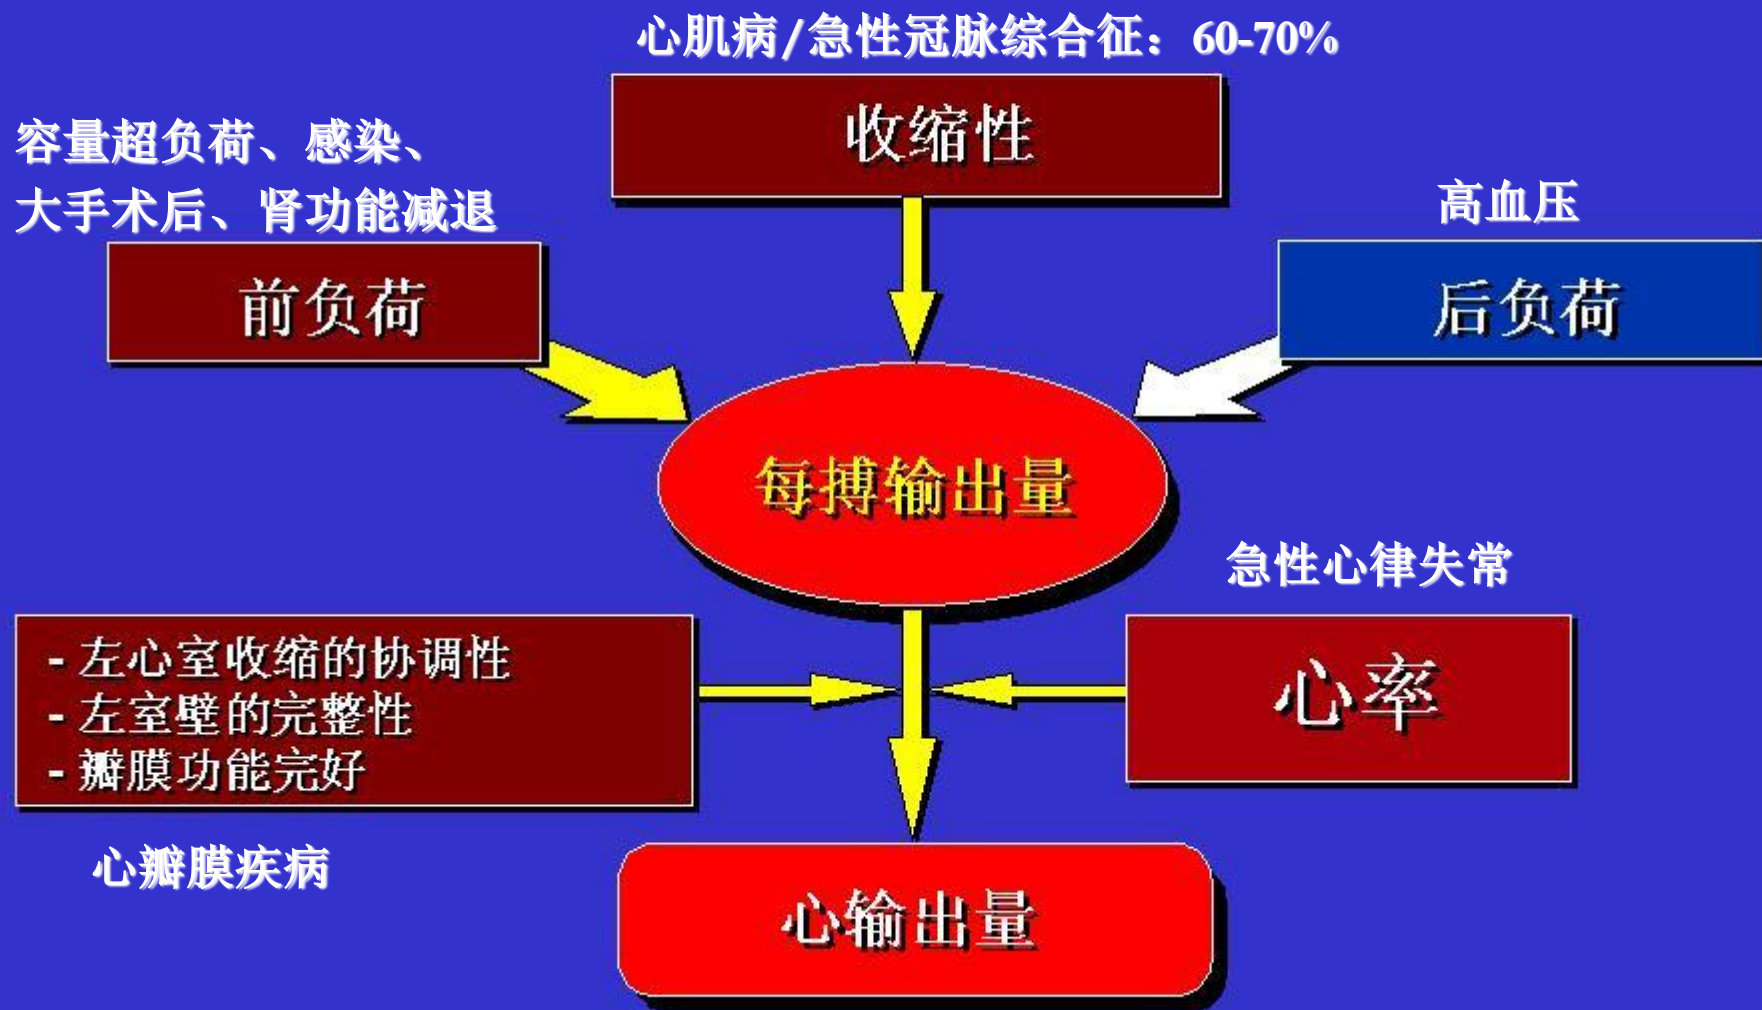 心肌病/急性冠脉综合征：60-70%
收缩性
容量超负荷、感染、
大手术后、肾功能减退
前负荷
高血压
后负荷
每搏输出量
急性心律失常
- 左心室收缩的协调性
- 左室壁的完整性
- 瓣膜功能完好
心率
心瓣膜疾病
心输出量